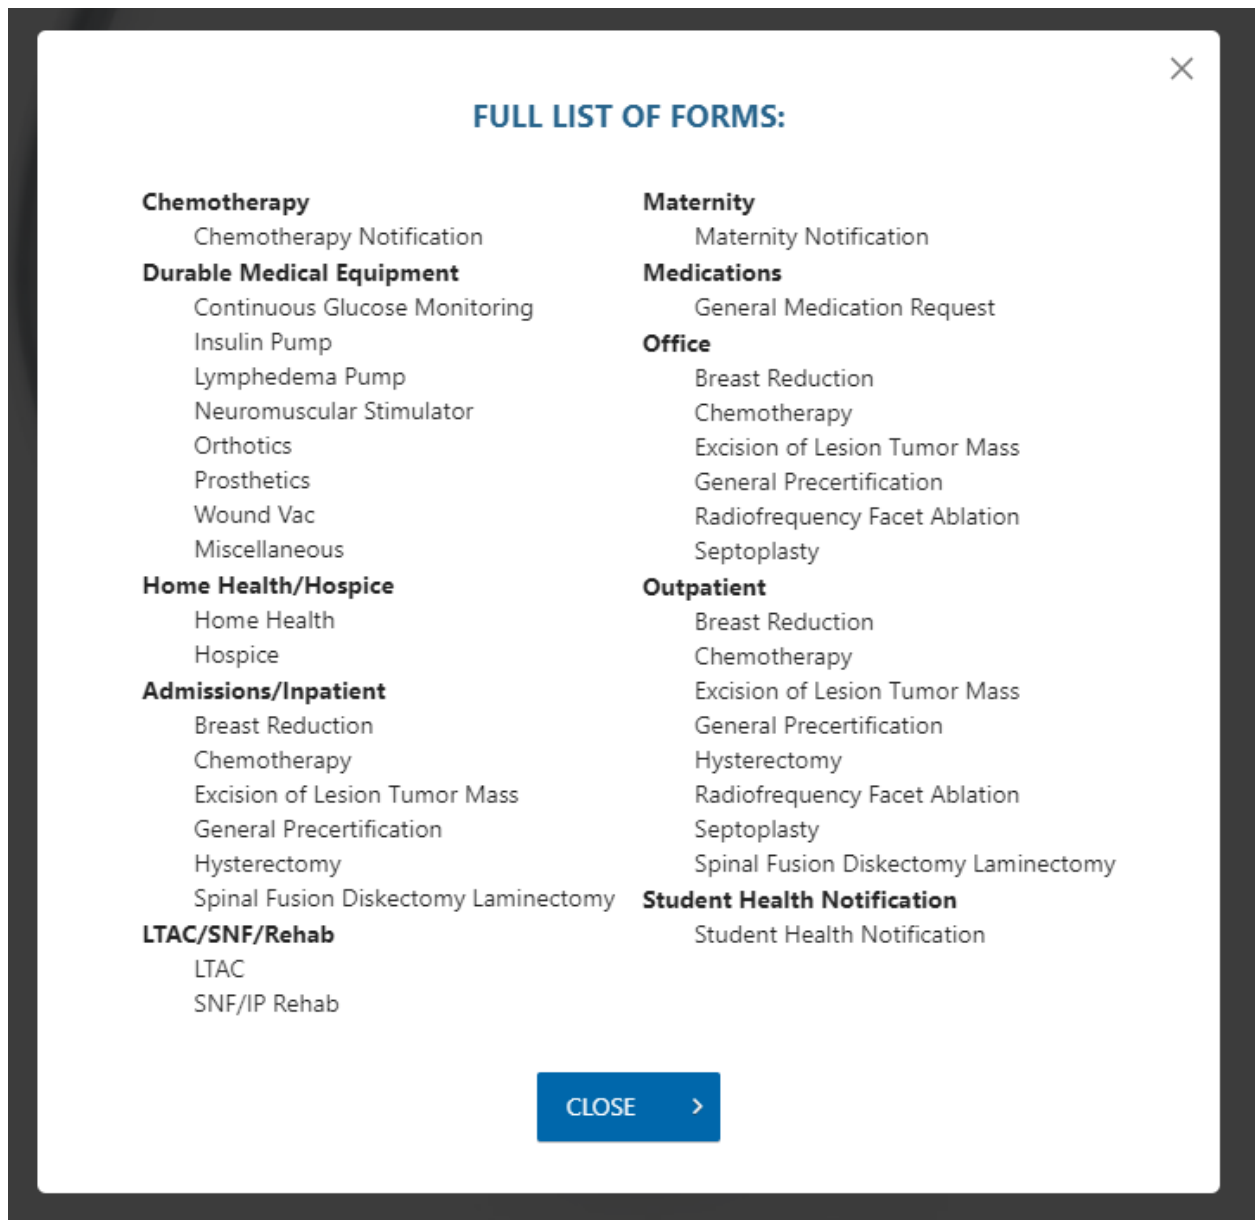 FULL LIST OF FORMS:
Chemotherapy
Chemotherapy Notification
Durable Medical Equipment
Continuous Glucose Monitoring
Insulin Pump
Lymphedema Pump
Neuromuscular Stimulator
Orthotics
Prosthetics
Wound Vac
Miscellaneous
Home Health/Hospice
Home Health
Hospice
Admissions/Inpatient
Breast Reduction
Chemotherapy
Excision of Lesion Tumor Mass
General Precertification
Hysterectomy
Spinal Fusion Diskectomy Laminectomy
LTAC/SNF/Rehab
LTAC
SNF/IP Rehab
Maternity
Maternity Notification
Medications
General Medication Request
Office
Breast Reduction
Chemotherapy
Excision of Lesion Tumor Mass
General Precertification
Radiofrequency Facet Ablation
Septoplasty
Outpatient
Breast Reduction
Chemotherapy
Excision of Lesion Tumor Mass
General Precertification
Hysterectomy
Radiofrequency Facet Ablation
Septoplasty
Spinal Fusion Diskectomy Laminectomy
Student Health Notification
Student Health Notification
CLOSE